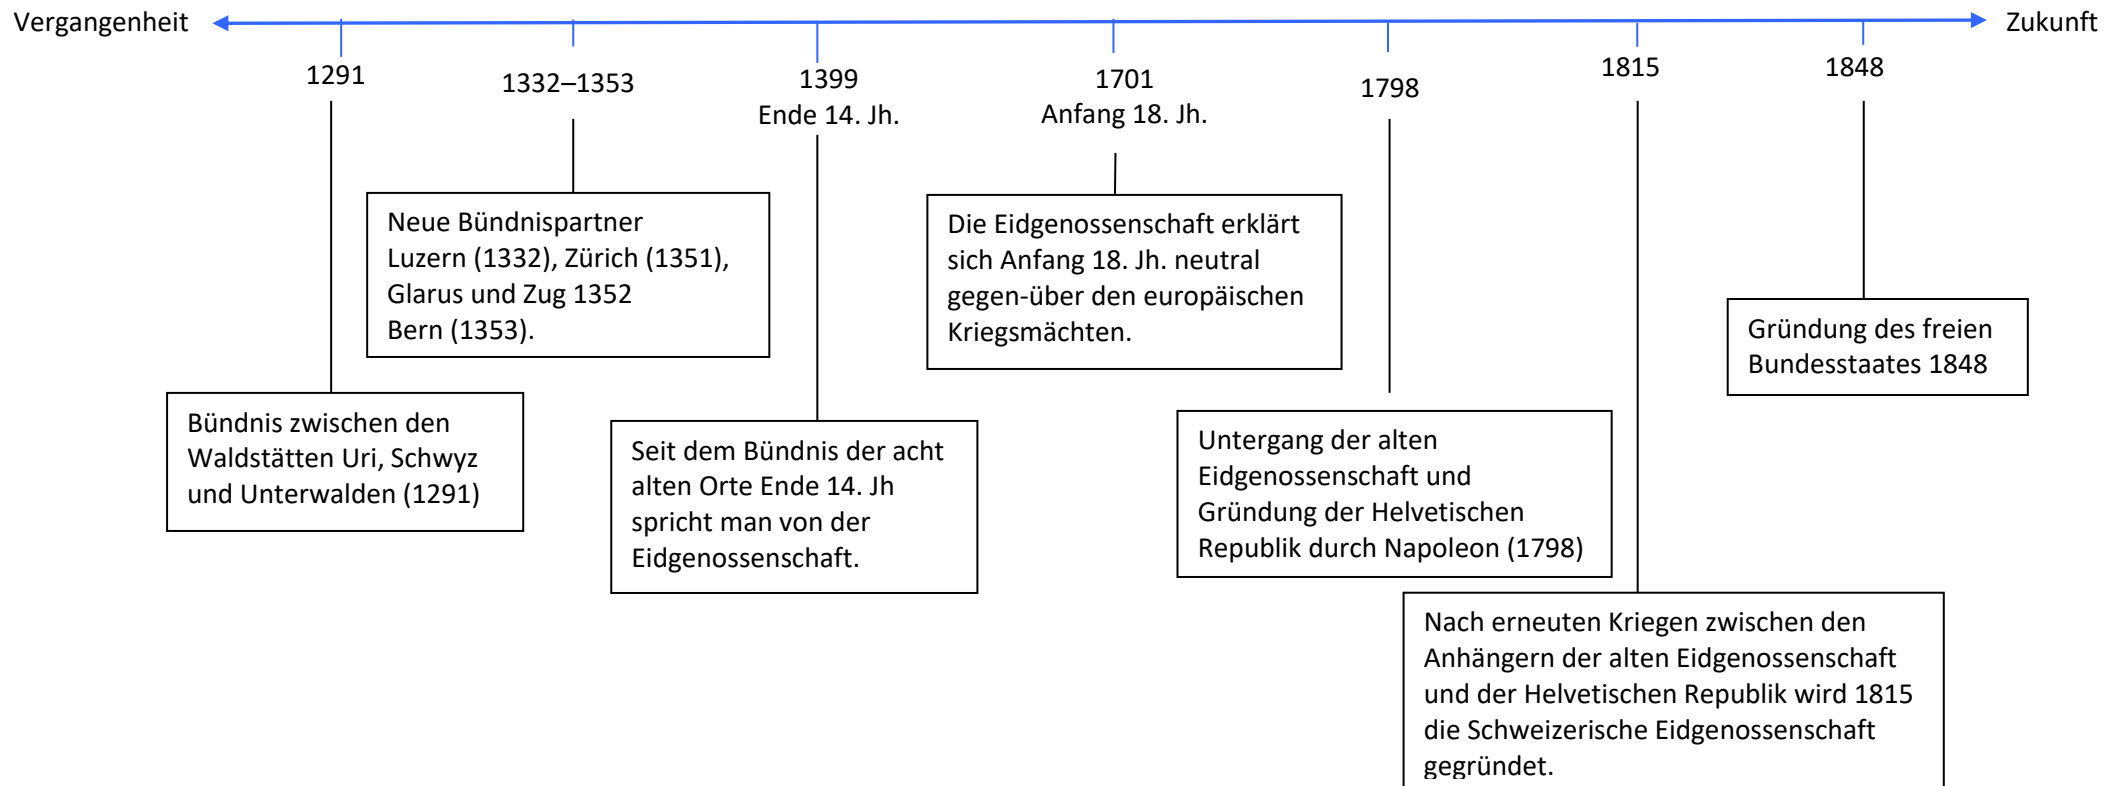 Vergangenheit
Zukunft
1291
1332–1353
1399
Ende 14. Jh.
1701
Anfang 18. Jh.
1798
1815
1848
Neue Bündnispartner
Luzern (1332), Zürich (1351),
Glarus und Zug 1352
Bern (1353).
Die Eidgenossenschaft erklärt
sich Anfang 18. Jh. neutral
gegen-über den europäischen
Kriegsmächten.
Gründung des freien
Bundesstaates 1848
Bündnis zwischen den
Waldstätten Uri, Schwyz
und Unterwalden (1291)
Seit dem Bündnis der acht
alten Orte Ende 14. Jh
spricht man von der
Eidgenossenschaft.
Untergang der alten
Eidgenossenschaft und
Gründung der Helvetischen
Republik durch Napoleon (1798)
Nach erneuten Kriegen zwischen den
Anhängern der alten Eidgenossenschaft
und der Helvetischen Republik wird 1815
die Schweizerische Eidgenossenschaft
gegründet.